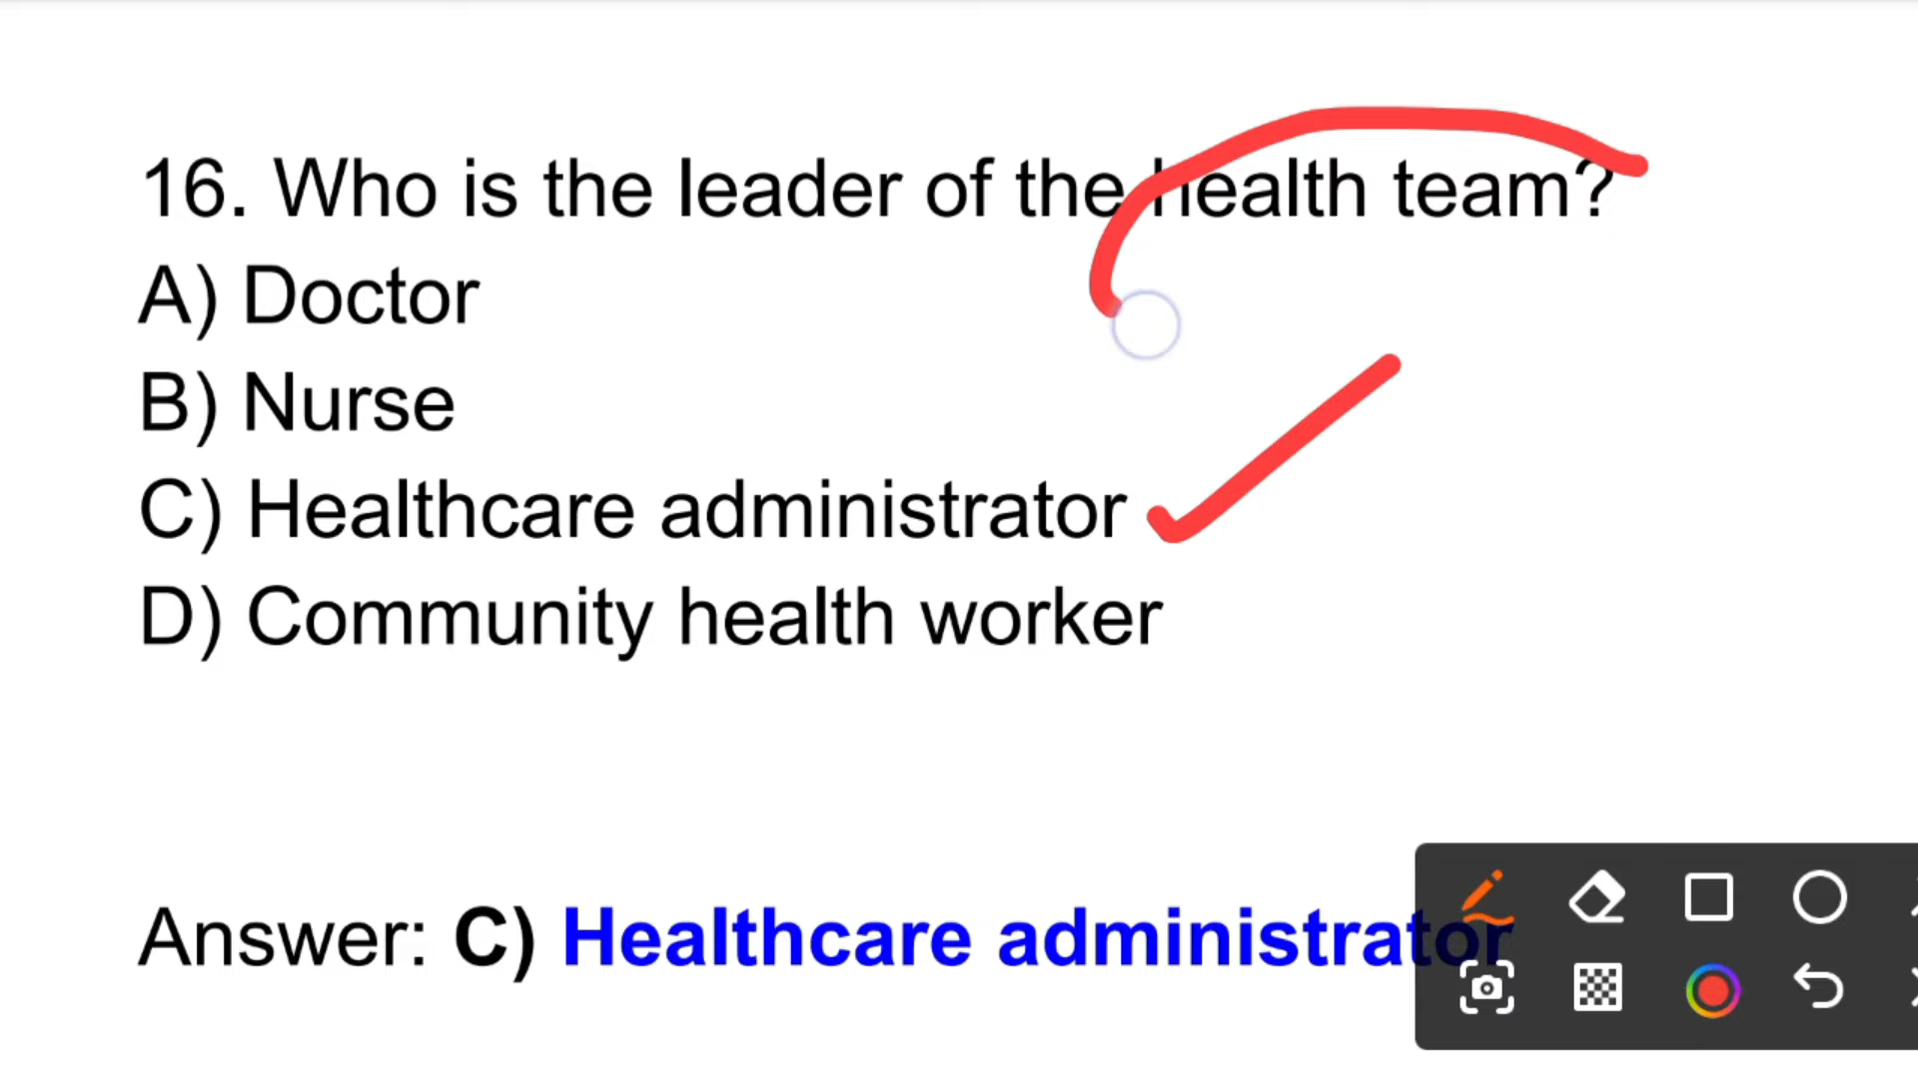 16. Who is the leader of the health team?
A) Doctor
B) Nurse
C) Healthcare administrator
D) Community health worker
Answer: C) Healthcare administrator